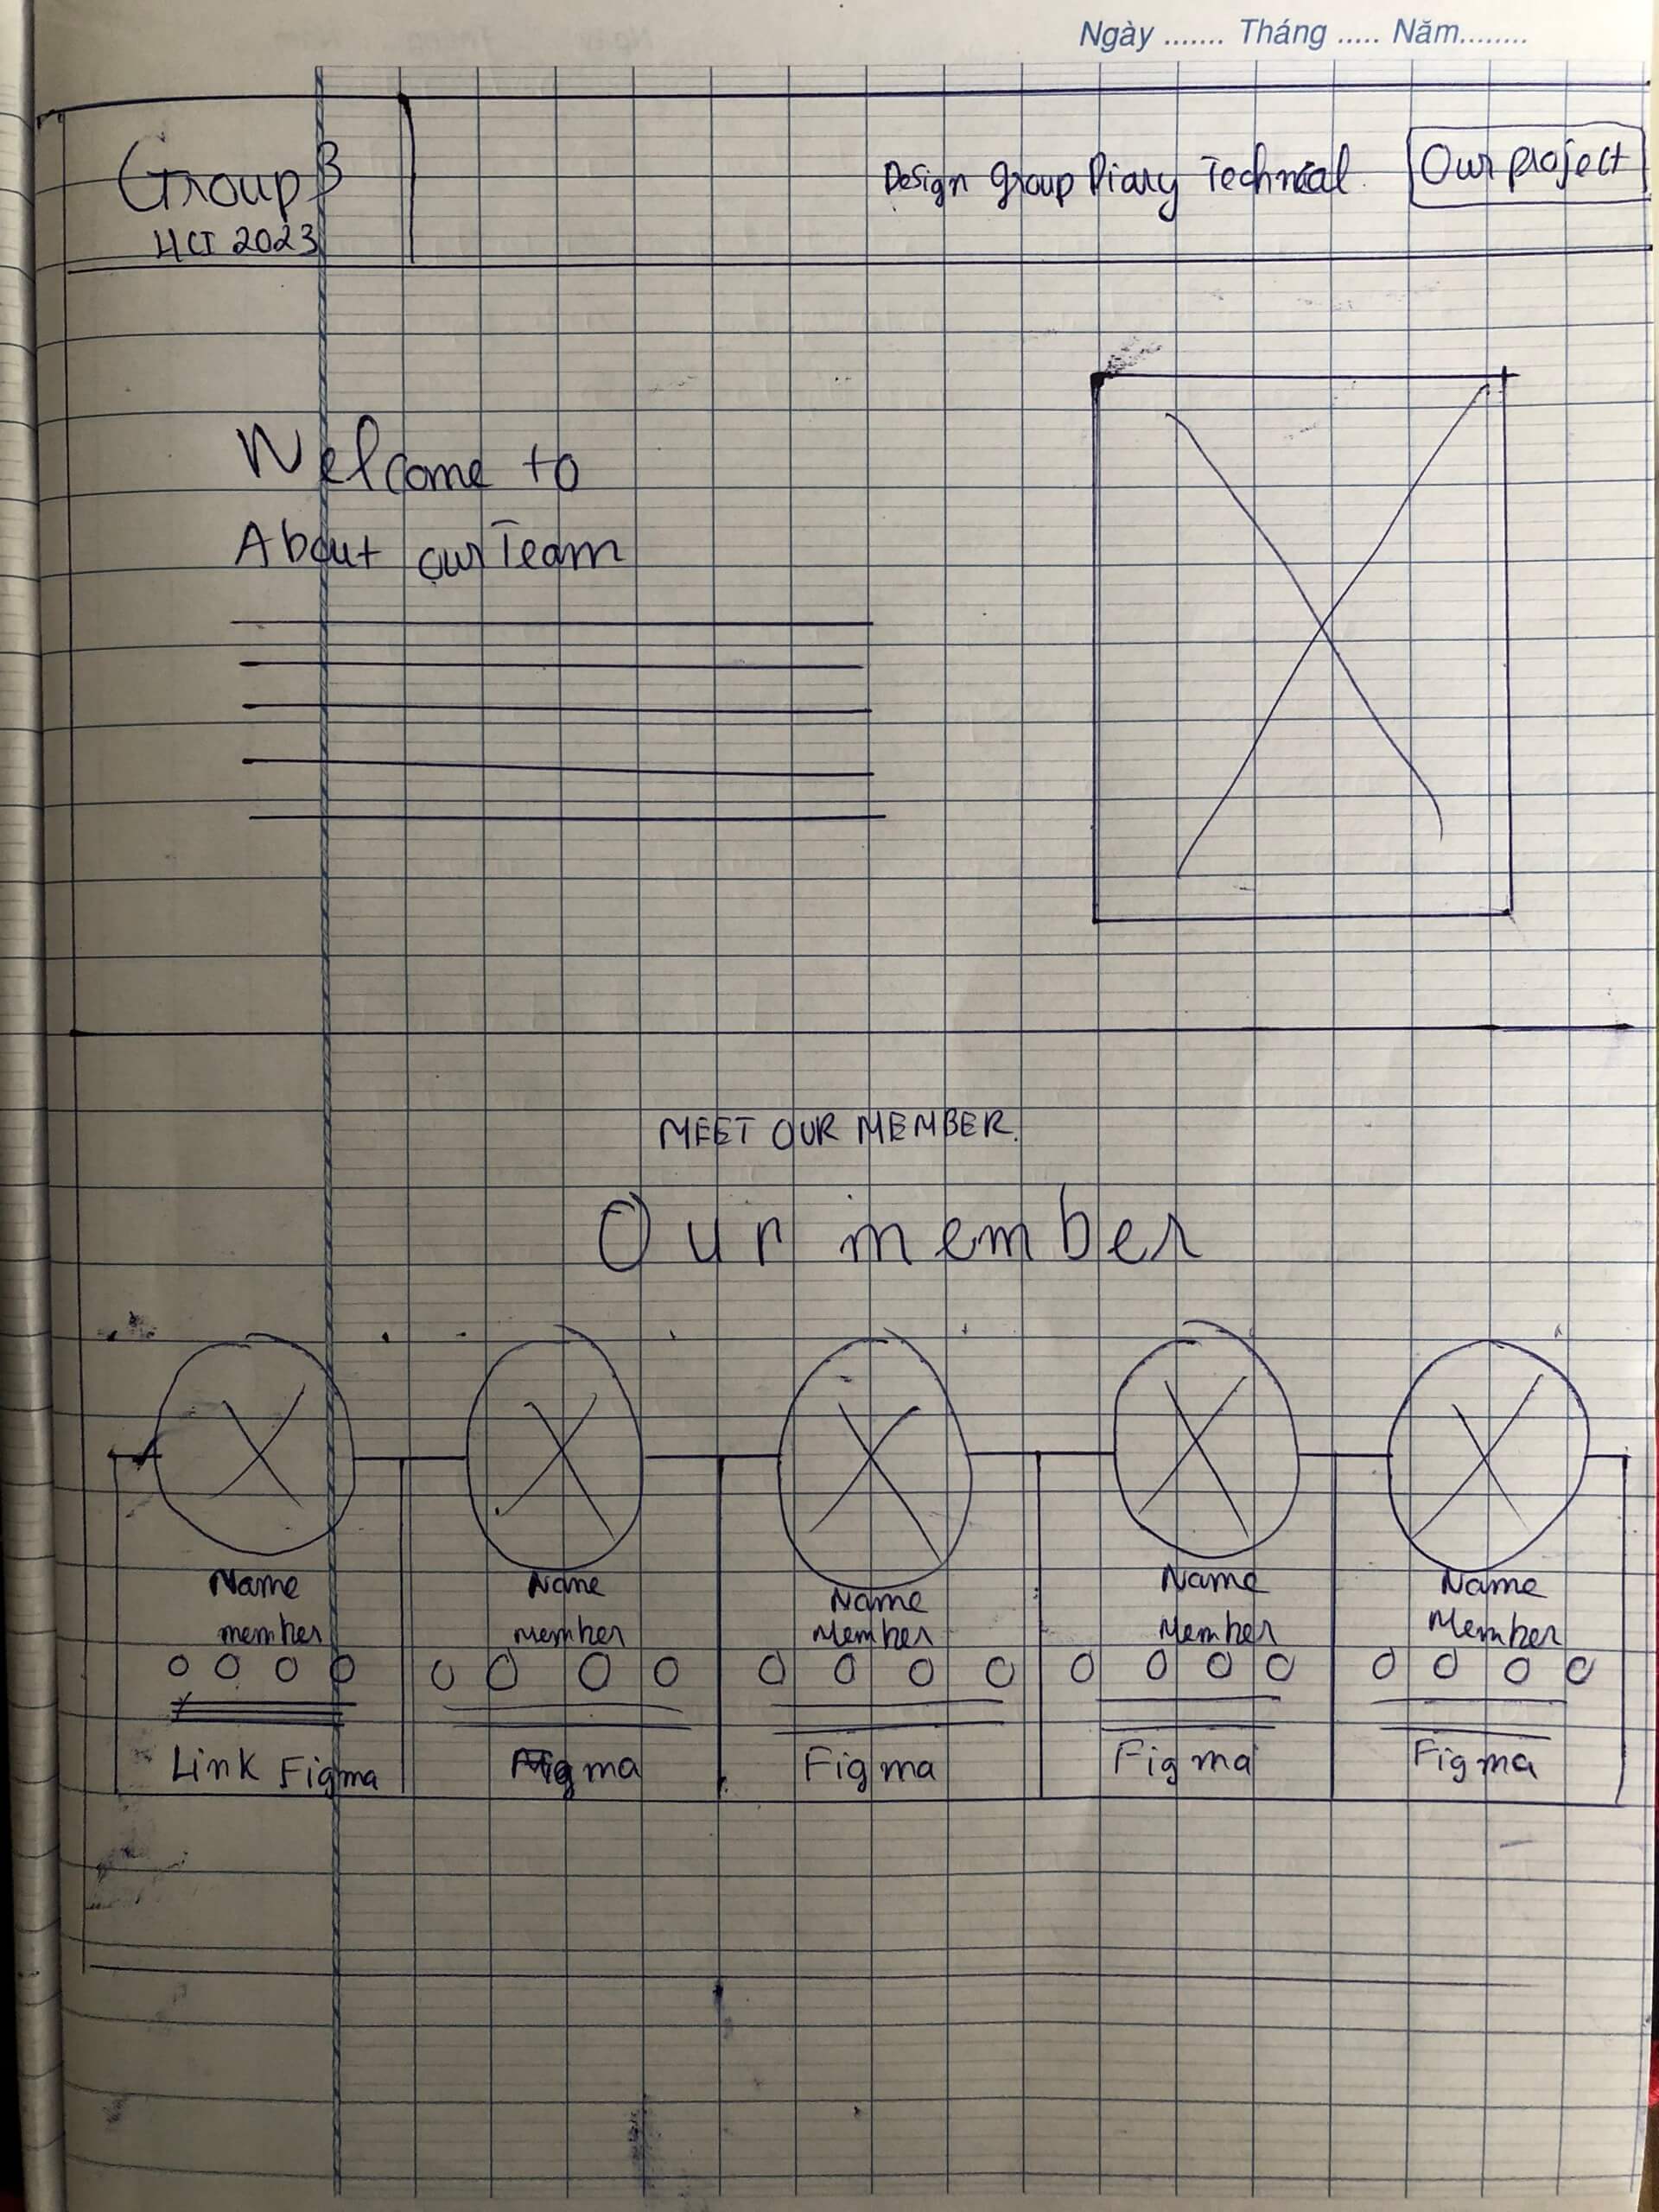 Ngày ....... Tháng ..... Năm........
Group B
HCI 2023
Design Group Diary Technical
Our project
Welcome to
About our Team
MEET OUR MEMBER.
Our member
Name
member
Name
member
Name
Member
Name
Member
Name
Member
Link Figma
Figma
Figma
Figma
Figma